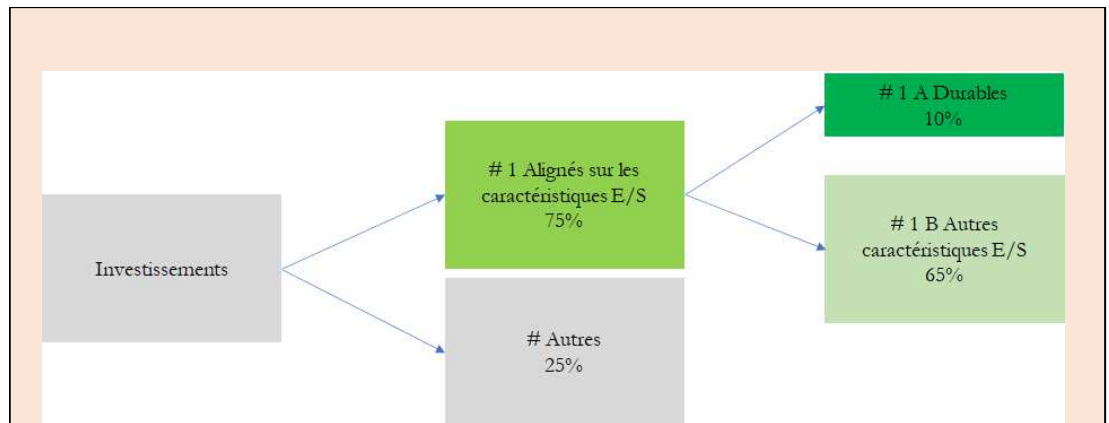 Investissements
# 1 Alignés sur les
caractéristiques E/S
75%
# Autres
25%
# 1 A Durables
10%
# 1 B Autres
caractéristiques E/S
65%